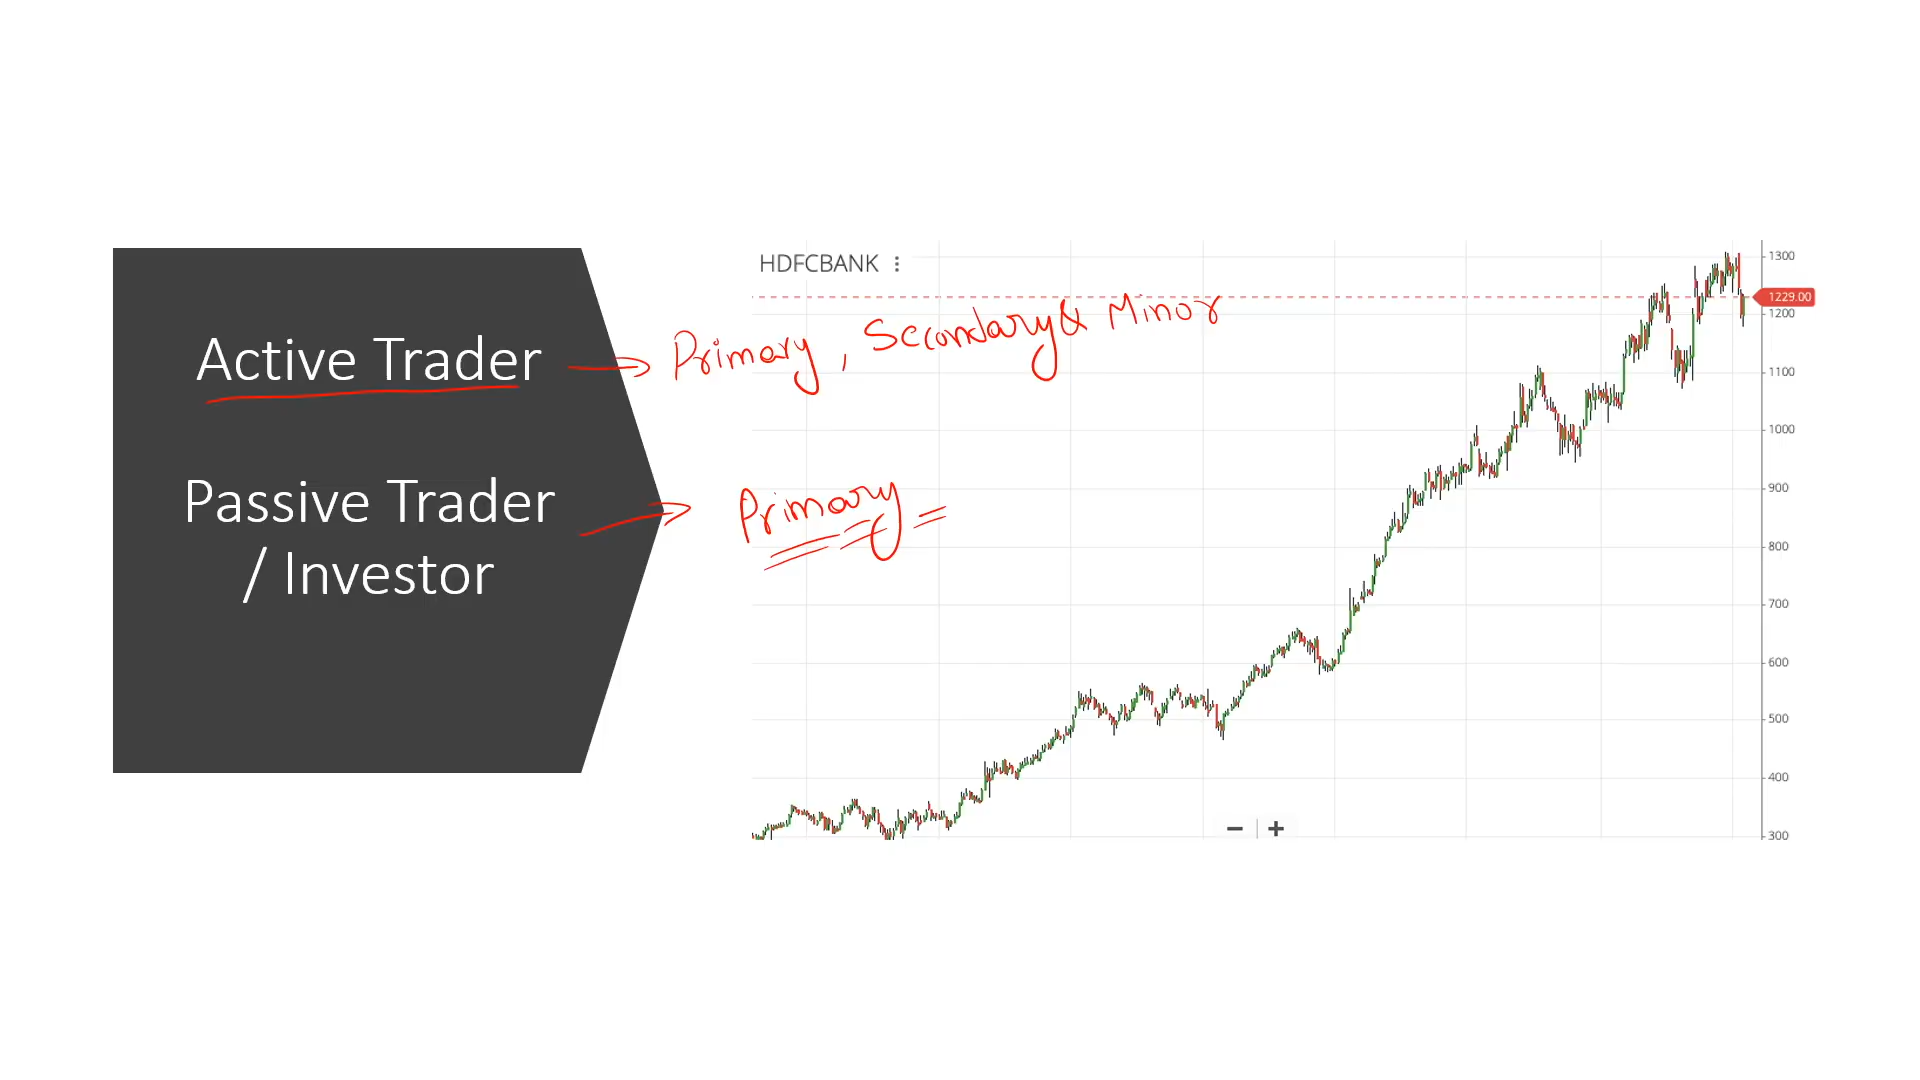 Active Trader
Passive Trader
/ Investor
Primary, Secondary & Minor
Primary
HDFCBANK
1300
1229.00
1200
1100
1000
900
800
700
600
500
400
300